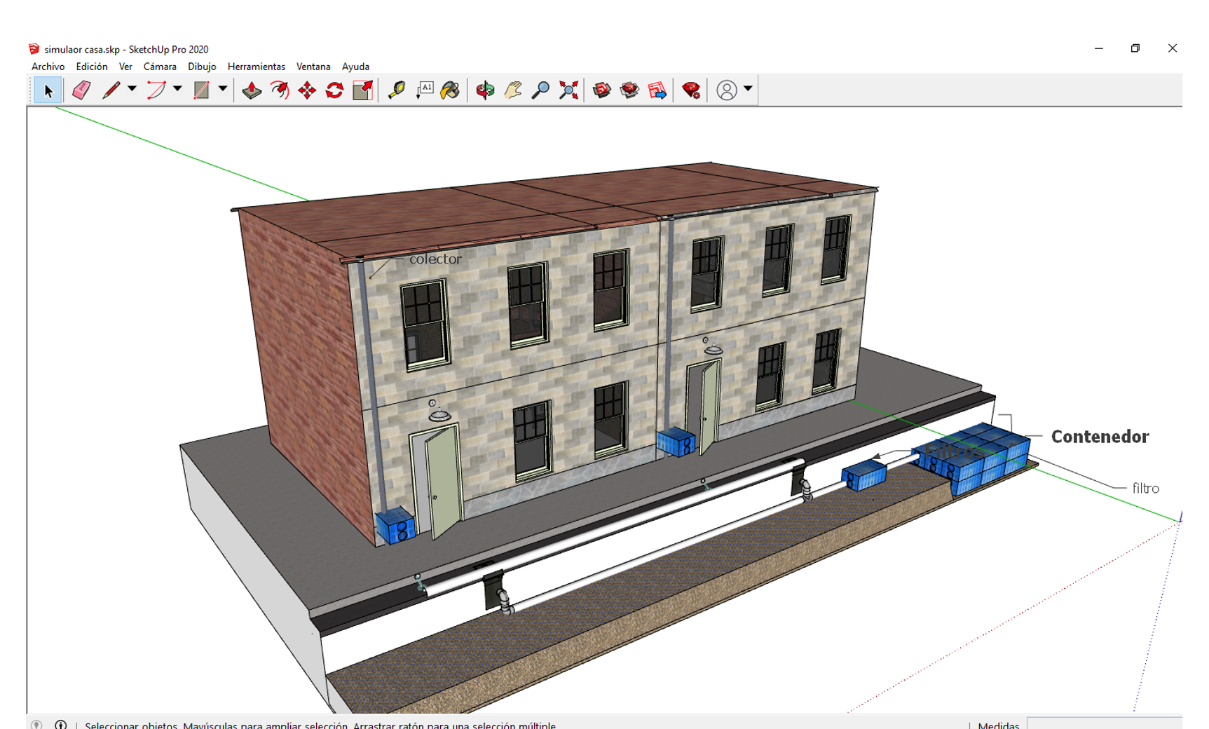 simulaor casa.skp - SketchUp Pro 2020
Archivo Edición Ver Cámara Dibujo Herramientas Ventana Ayuda
A1
colector
Contenedor
filtro
Seleccionar objetos. Mayúsculas para ampliar selección. Arrastrar ratón para una selección múltiple.
Medidas